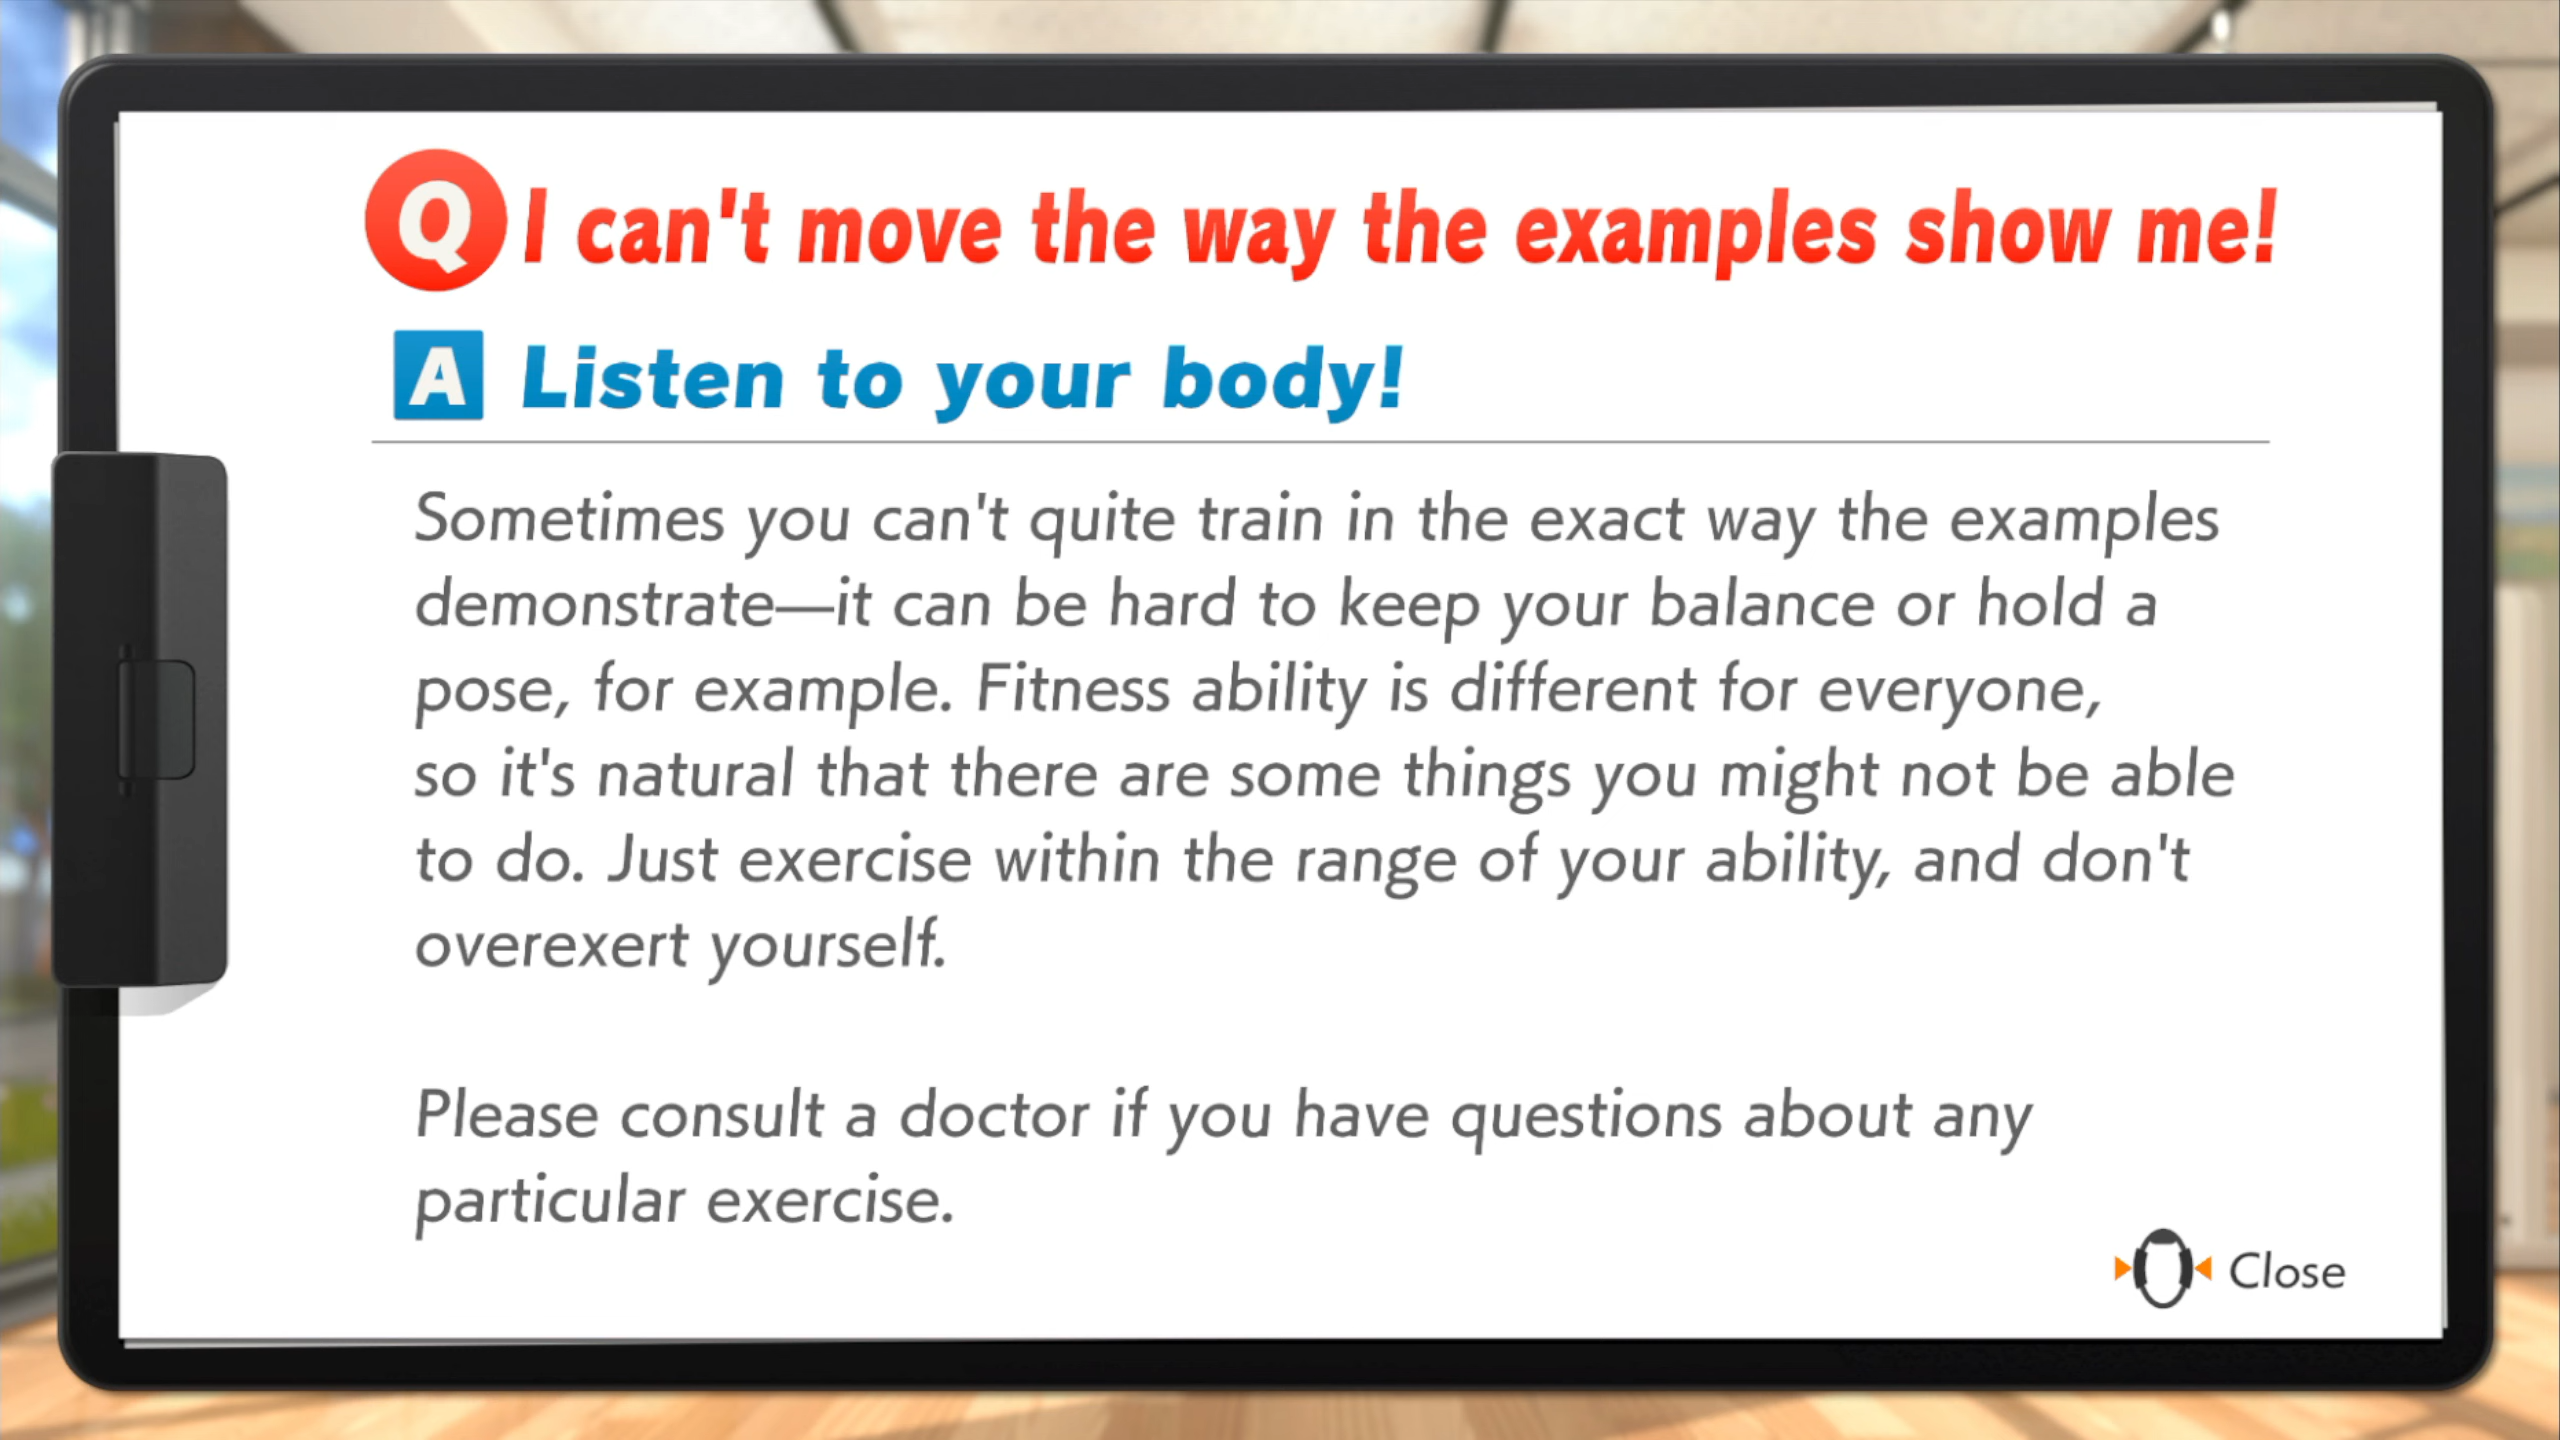 Q I can't move the way the examples show me!
A Listen to your body!
Sometimes you can't quite train in the exact way the examples
demonstrate—it can be hard to keep your balance or hold a
pose, for example. Fitness ability is different for everyone,
so it's natural that there are some things you might not be able
to do. Just exercise within the range of your ability, and don't
overexert yourself.
Please consult a doctor if you have questions about any
particular exercise.
Close